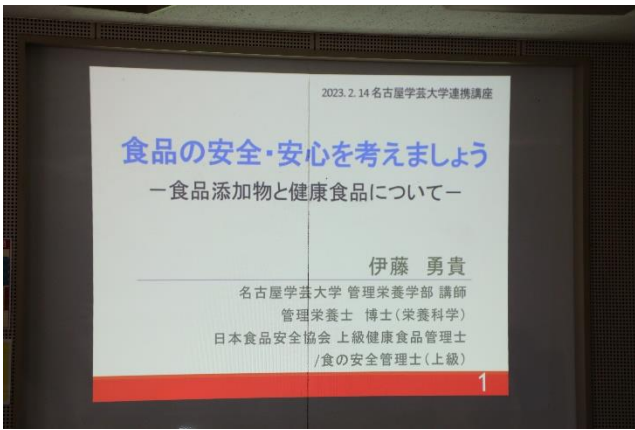 2023. 2. 14 名古屋学芸大学連携講座
食品の安全・安心を考えましょう
－食品添加物と健康食品について－
伊藤　勇貴
名古屋学芸大学 管理栄養学部 講師
管理栄養士　博士（栄養科学）
日本食品安全協会 上級健康食品管理士
/食の安全管理士（上級）
1